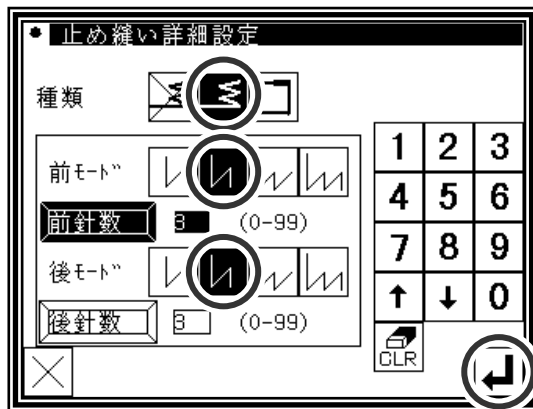 止め縫い詳細設定
種類
前モード
前針数 3 (0-99)
後モード
後針数 3 (0-99)
1 2 3
4 5 6
7 8 9
↑ ↓ 0
CLR